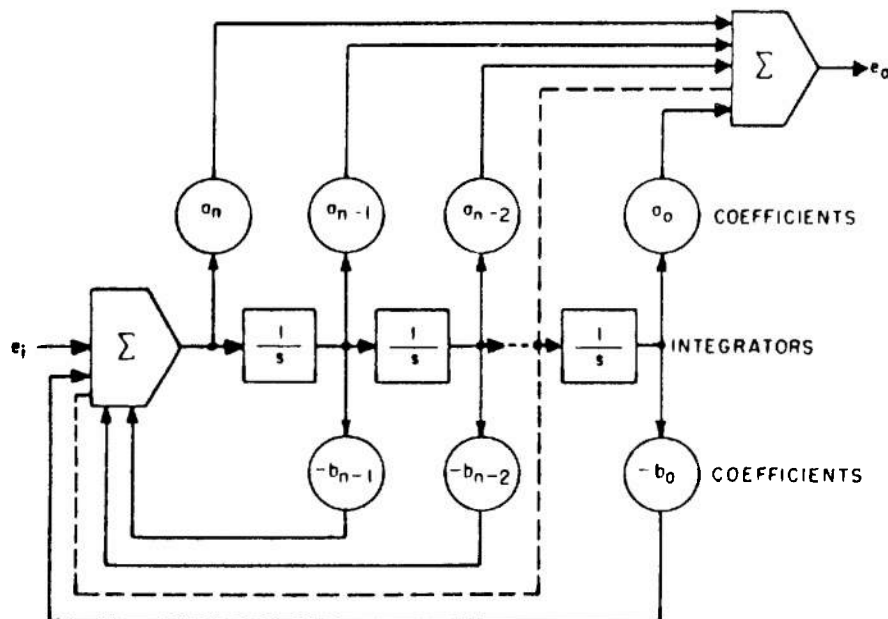 Σ
e₀
aₙ
aₙ₋₁
aₙ₋₂
a₀ COEFFICIENTS
eᵢ
Σ
1/s
1/s
1/s
INTEGRATORS
-bₙ₋₁
-bₙ₋₂
-b₀ COEFFICIENTS